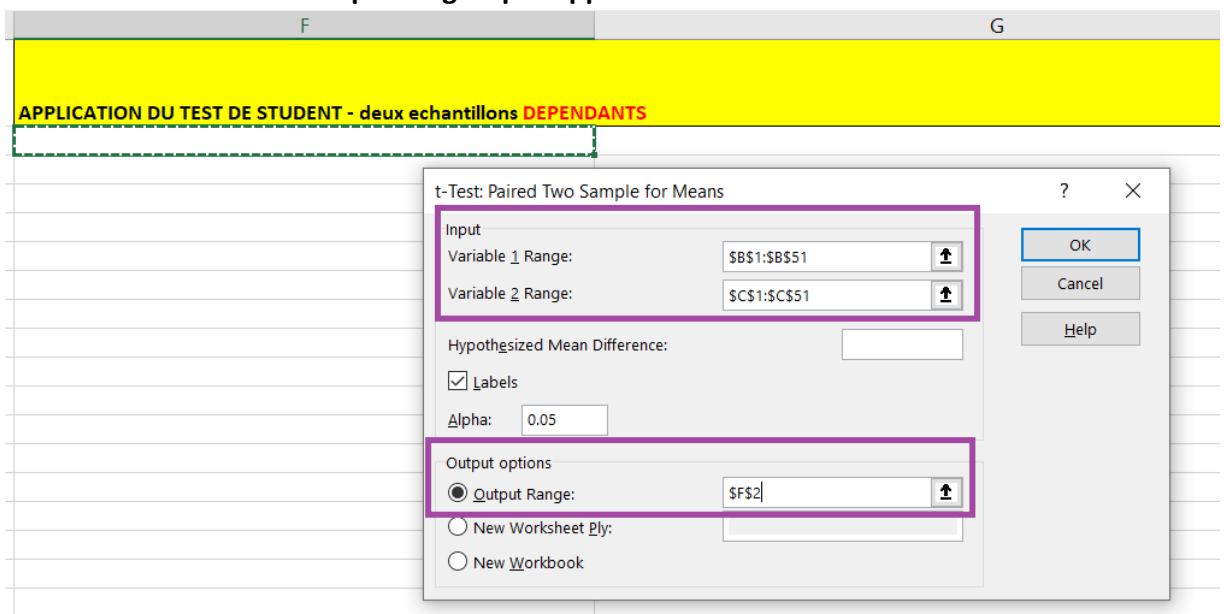 F G
APPLICATION DU TEST DE STUDENT - deux echantillons DEPENDANTS
t-Test: Paired Two Sample for Means ? ×
Input
Variable 1 Range: $B$1:$B$51
Variable 2 Range: $C$1:$C$51
Hypothesized Mean Difference:
Labels
Alpha: 0.05
Output options
Output Range: $F$2
New Worksheet Ply:
New Workbook
OK
Cancel
Help